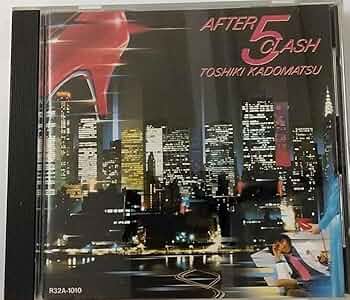 AFTER
5 CLASH
TOSHIKI KADOMATSU
R32A-1010